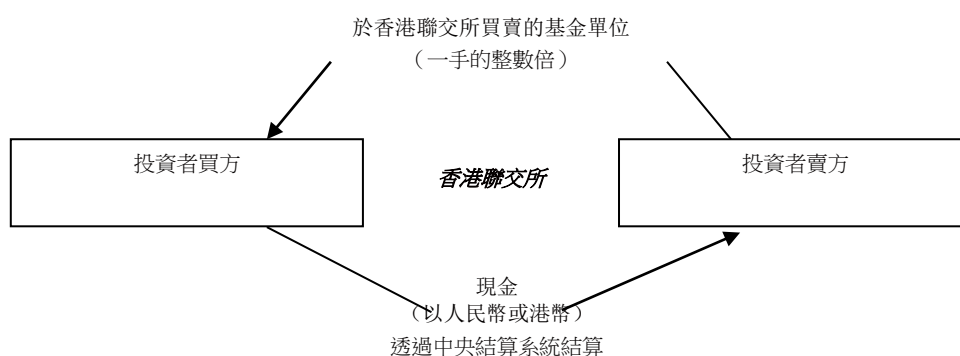 於香港聯交所買賣的基金單位
（一手的整數倍）
投資者買方
香港聯交所
投資者賣方
現金
（以人民幣或港幣）
透過中央結算系統結算